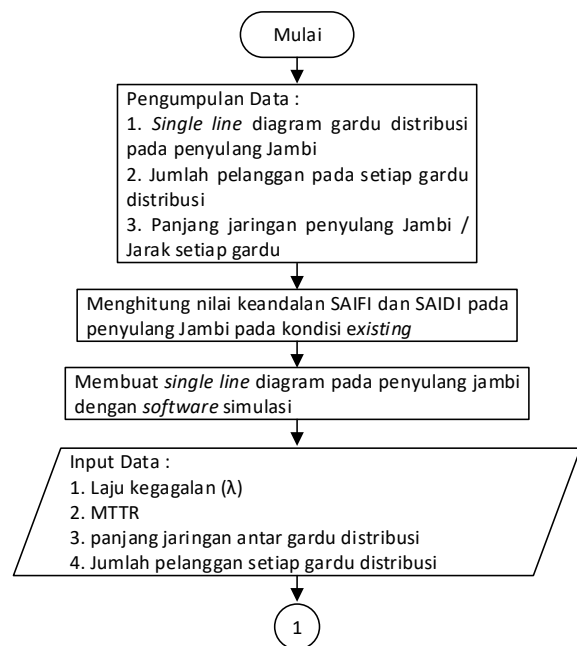 Mulai
Pengumpulan Data :
1. Single line diagram gardu distribusi
pada penyulang Jambi
2. Jumlah pelanggan pada setiap gardu
distribusi
3. Panjang jaringan penyulang Jambi /
Jarak setiap gardu
Menghitung nilai keandalan SAIFI dan SAIDI pada
penyulang Jambi pada kondisi existing
Membuat single line diagram pada penyulang jambi
dengan software simulasi
Input Data :
1. Laju kegagalan (λ)
2. MTTR
3. panjang jaringan antar gardu distribusi
4. Jumlah pelanggan setiap gardu distribusi
1